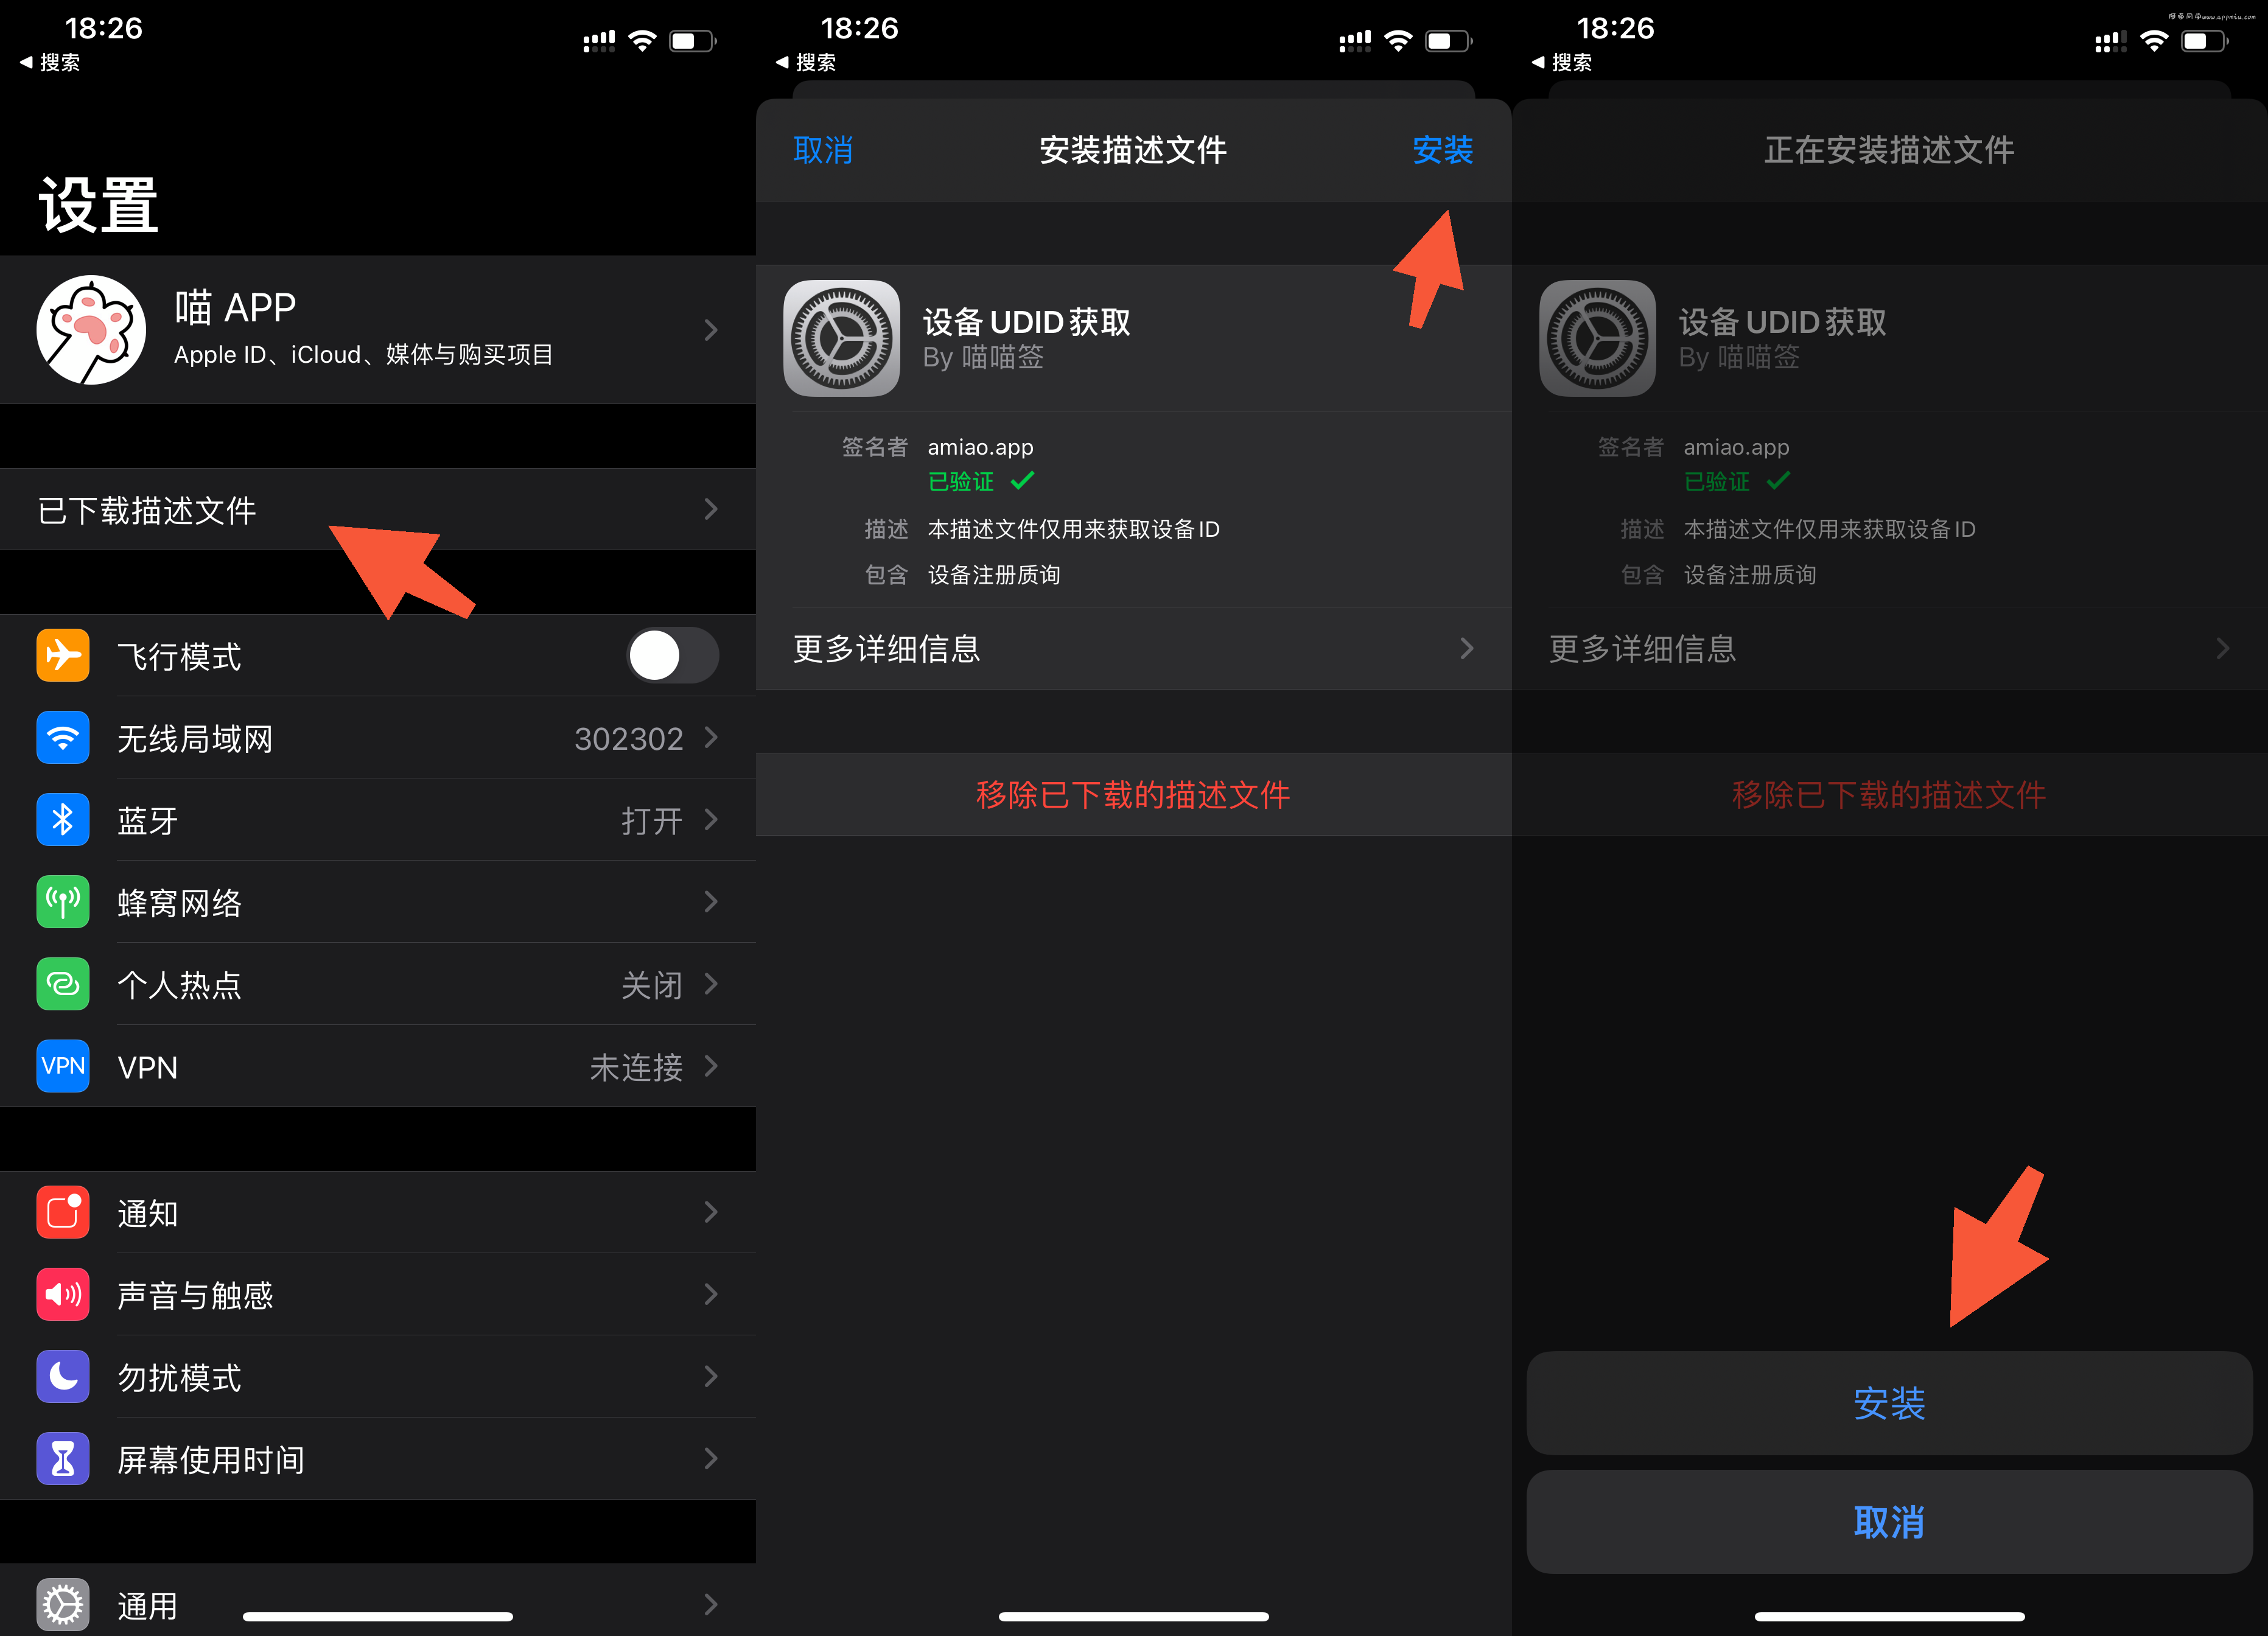 18:26
◀ 搜索
设置
喵 APP
Apple ID、iCloud、媒体与购买项目
已下载描述文件
飞行模式
无线局域网 302302
蓝牙 打开
蜂窝网络
个人热点 关闭
VPN VPN 未连接
通知
声音与触感
勿扰模式
屏幕使用时间
通用
18:26
◀ 搜索
取消 安装描述文件 安装
设备 UDID 获取
By 喵喵签
签名者 amiao.app
已验证 ✓
描述 本描述文件仅用来获取设备 ID
包含 设备注册质询
更多详细信息
移除已下载的描述文件
www.appmiu.com
18:26
◀ 搜索
正在安装描述文件
设备 UDID 获取
By 喵喵签
签名者 amiao.app
已验证 ✓
描述 本描述文件仅用来获取设备 ID
包含 设备注册质询
更多详细信息
移除已下载的描述文件
安装
取消